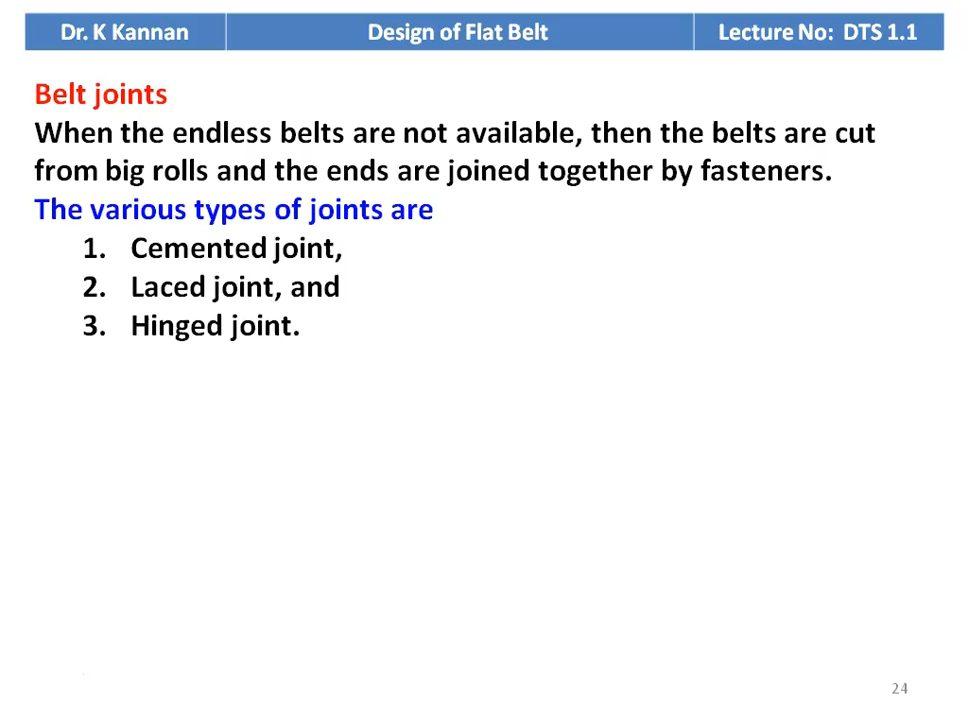 Dr. K Kannan
Design of Flat Belt
Lecture No: DTS 1.1
Belt joints
When the endless belts are not available, then the belts are cut
from big rolls and the ends are joined together by fasteners.
The various types of joints are
1. Cemented joint,
2. Laced joint, and
3. Hinged joint.
24